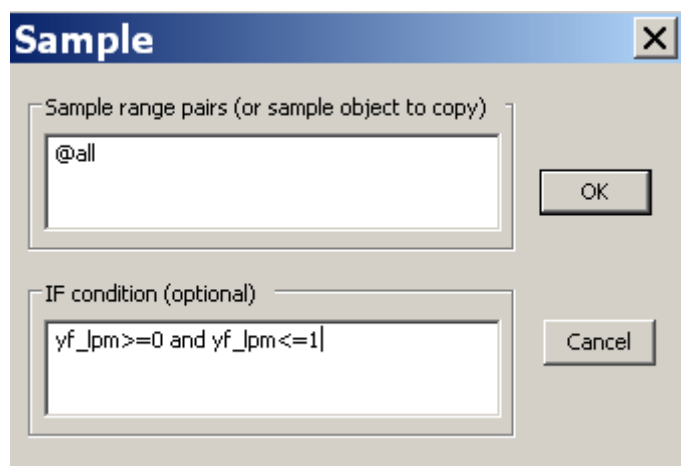 Sample
Sample range pairs (or sample object to copy)
@all
OK
IF condition (optional)
yf_lpm>=0 and yf_lpm<=1
Cancel